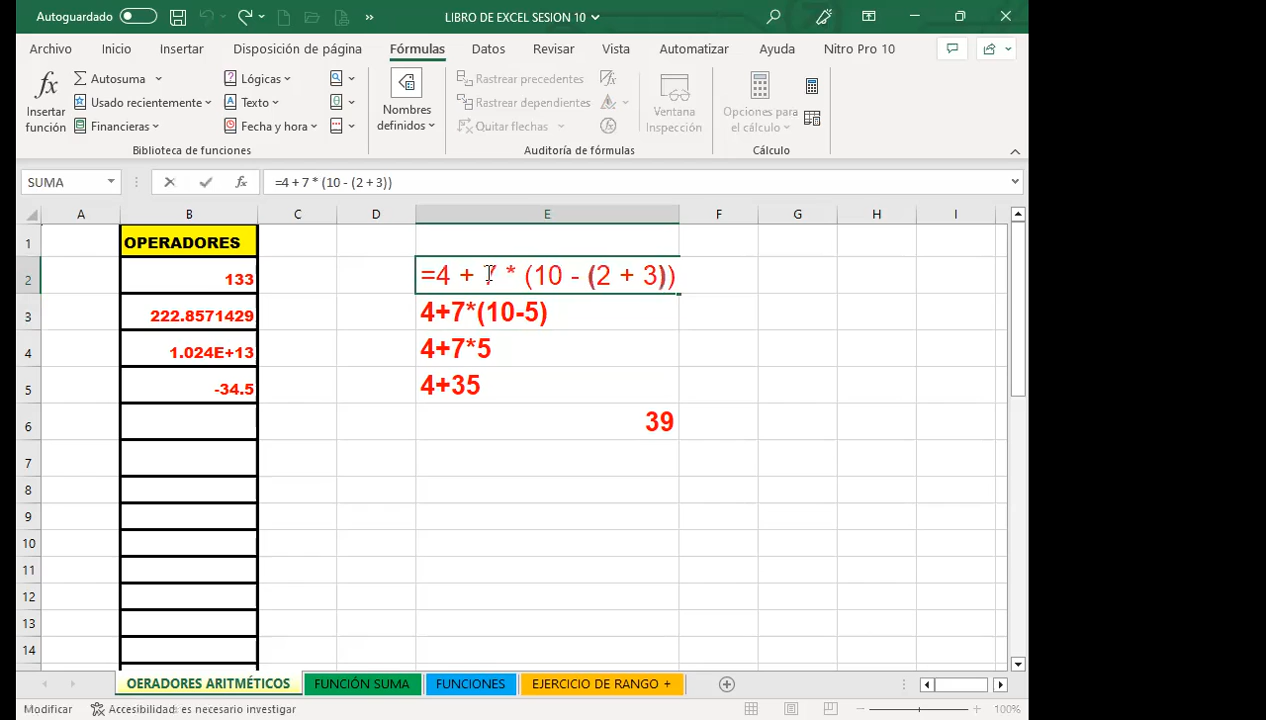 Autoguardado
LIBRO DE EXCEL SESION 10
Archivo Inicio Insertar Disposición de página Fórmulas Datos Revisar Vista Automatizar Ayuda Nitro Pro 10
fx
Insertar función
Autosuma
Usado recientemente
Financieras
Lógicas
Texto
Fecha y hora
Biblioteca de funciones
Nombres definidos
Rastrear precedentes
Rastrear dependientes
Quitar flechas
Ventana Inspección
Auditoría de fórmulas
Opciones para el cálculo
Cálculo
SUMA
fx
=4 + 7 * (10 - (2 + 3))
A B C D E F G H I
1 OPERADORES
2 133 =4 + 7 * (10 - (2 + 3))
3 222.8571429 4+7*(10-5)
4 1.024E+13 4+7*5
5 -34.5 4+35
6 39
7
8
9
10
11
12
13
14
OERADORES ARITMÉTICOS FUNCIÓN SUMA FUNCIONES EJERCICIO DE RANGO +
Modificar Accesibilidad: es necesario investigar 100%